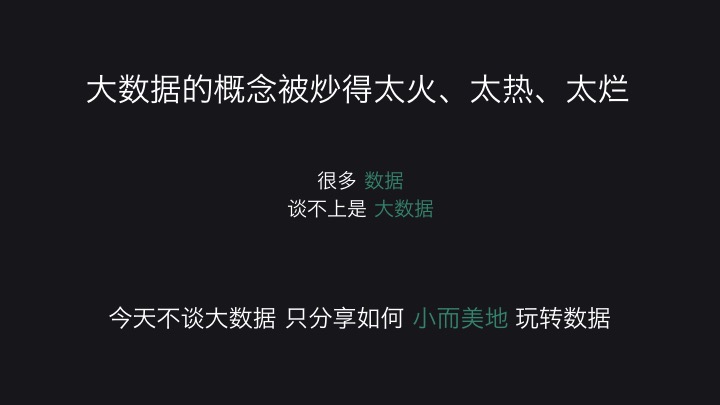 大数据的概念被炒得太火、太热、太烂
很多 数据
谈不上是 大数据
今天不谈大数据 只分享如何 小而美地 玩转数据